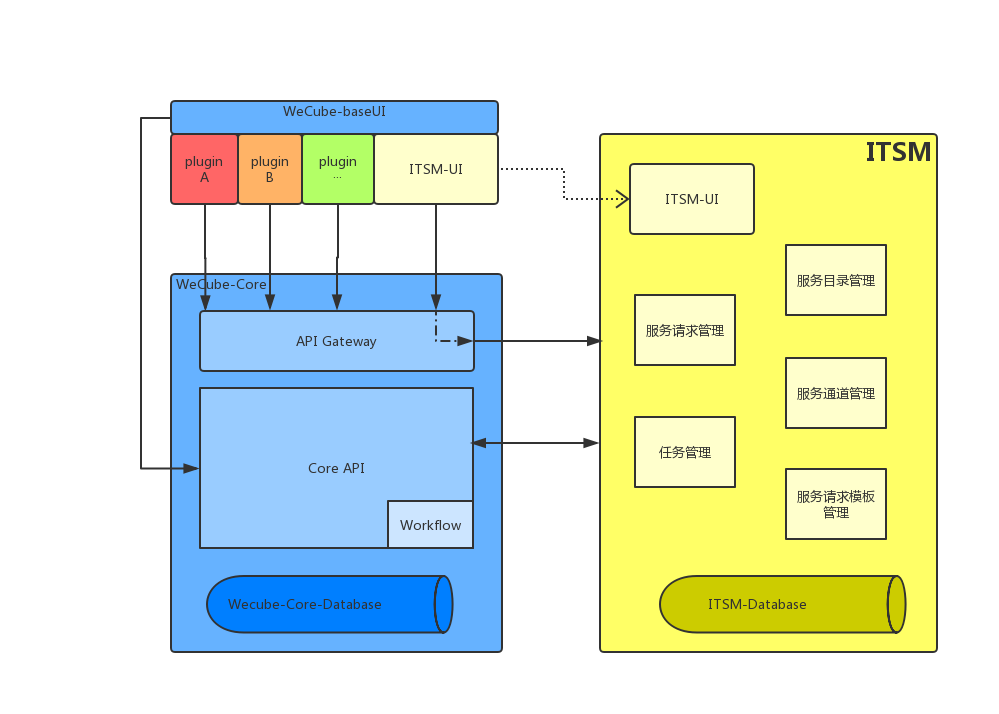 WeCube-baseUI
plugin
A
plugin
B
plugin
...
ITSM-UI
ITSM
ITSM-UI
WeCube-Core
服务目录管理
API Gateway
服务请求管理
服务通道管理
Core API
任务管理
服务请求模板
管理
Workflow
Wecube-Core-Database
ITSM-Database